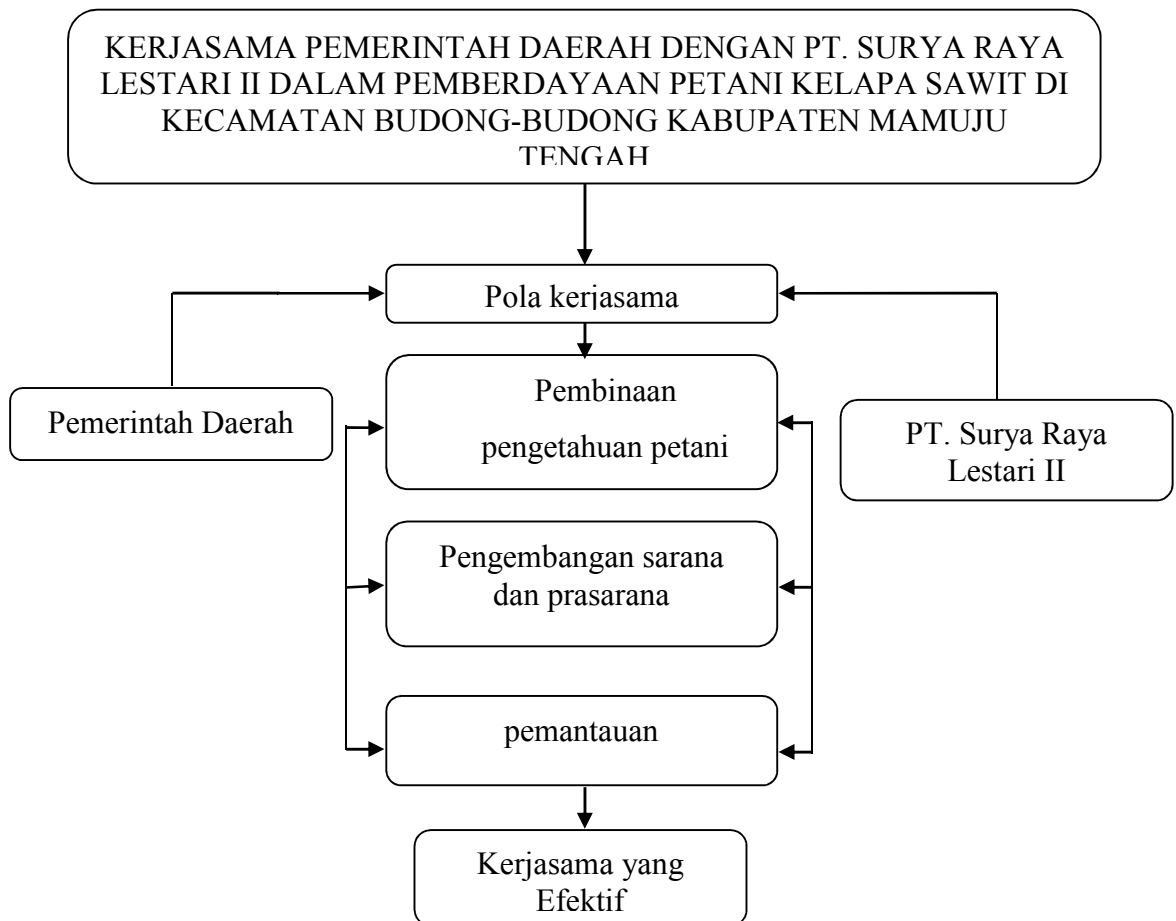 KERJASAMA PEMERINTAH DAERAH DENGAN PT. SURYA RAYA
LESTARI II DALAM PEMBERDAYAAN PETANI KELAPA SAWIT DI
KECAMATAN BUDONG-BUDONG KABUPATEN MAMUJU
TENGAH
Pola kerjasama
Pemerintah Daerah
Pembinaan
pengetahuan petani
PT. Surya Raya
Lestari II
Pengembangan sarana
dan prasarana
pemantauan
Kerjasama yang
Efektif